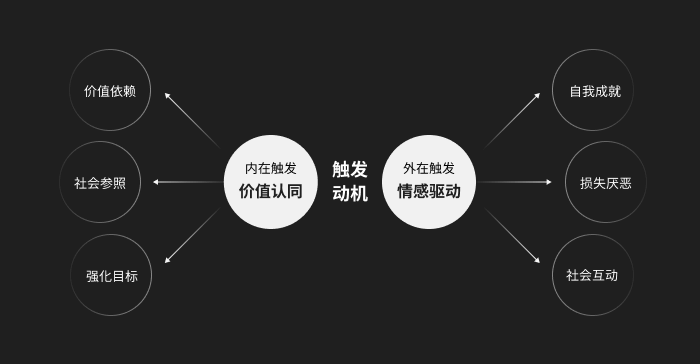 价值依赖
社会参照
强化目标
内在触发
价值认同
触发
动机
外在触发
情感驱动
自我成就
损失厌恶
社会互动